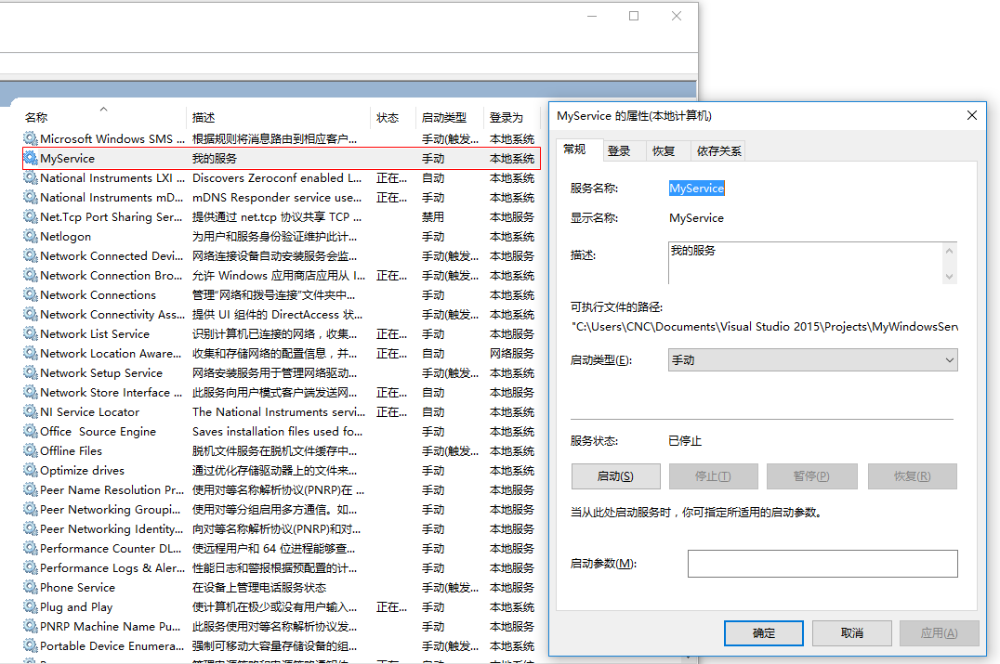 名称 描述 状态 启动类型 登录为
Microsoft Windows SMS ... 根据规则将消息路由到相应客户... 手动(触发... 本地系统
MyService 我的服务 手动 本地系统
National Instruments LXI ... Discovers Zeroconf enabled L... 正在... 自动 本地系统
National Instruments mD... mDNS Responder service use... 正在... 自动 本地系统
Net.Tcp Port Sharing Ser... 提供通过 net.tcp 协议共享 TCP ... 禁用 本地服务
Netlogon 为用户和服务身份验证维护此计... 手动 本地系统
Network Connected Devi... 网络连接设备自动安装服务会监... 手动(触发... 本地服务
Network Connection Bro... 允许 Windows 应用商店应用从 I... 正在... 手动(触发... 本地系统
Network Connections 管理“网络和拨号连接”文件夹中... 手动 本地系统
Network Connectivity Ass... 提供 UI 组件的 DirectAccess 状... 手动(触发... 本地系统
Network List Service 识别计算机已连接的网络，收集... 正在... 手动 本地服务
Network Location Aware... 收集和存储网络的配置信息，并... 正在... 自动 网络服务
Network Setup Service 网络安装服务用于管理网络驱动... 手动(触发... 本地系统
Network Store Interface ... 此服务向用户模式客户端发送网... 正在... 自动 本地服务
NI Service Locator The National Instruments servi... 正在... 自动 本地系统
Office  Source Engine Saves installation files used fo... 手动 本地系统
Offline Files 脱机文件服务在脱机文件缓存中... 手动(触发... 本地系统
Optimize drives 通过优化存储驱动器上的文件来... 手动 本地系统
Peer Name Resolution Pr... 使用对等名称解析协议(PNRP)在 ... 手动 本地服务
Peer Networking Groupi... 使用对等分组启用多方通信。如... 手动 本地服务
Peer Networking Identity... 向对等名称解析协议(PNRP)和对... 手动 本地服务
Performance Counter DL... 使远程用户和 64 位进程能够查... 手动 本地服务
Performance Logs & Aler... 性能日志和警报根据预配置的计... 手动 本地服务
Phone Service 在设备上管理电话服务状态 手动(触发... 本地服务
Plug and Play 使计算机在极少或没有用户输入... 正在... 手动 本地系统
PNRP Machine Name Pu... 此服务使用对等名称解析协议发... 手动 本地服务
Portable Device Enumera... 强制可移动大容量存储设备的组... 手动(触发... 本地系统
MyService 的属性(本地计算机)
常规 登录 恢复 依存关系
服务名称: MyService
显示名称: MyService
描述: 我的服务
可执行文件的路径:
"C:\Users\CNC\Documents\Visual Studio 2015\Projects\MyWindowsServ
启动类型(E): 手动
服务状态: 已停止
启动(S) 停止(T) 暂停(P) 恢复(R)
当从此处启动服务时，你可指定所适用的启动参数。
启动参数(M):
确定 取消 应用(A)